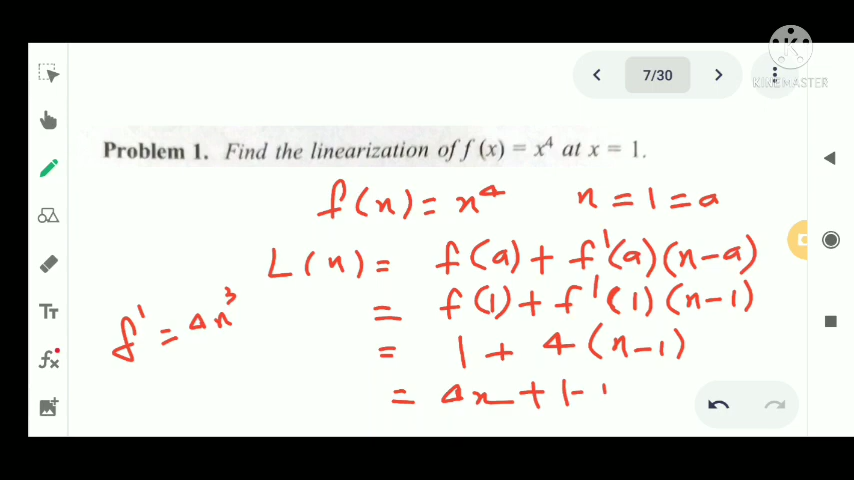 7/30
KINEMASTER
Problem 1. Find the linearization of f (x) = x⁴ at x = 1.
f(x) = x⁴ x = 1 = a
L(x) = f(a) + f'(a)(x-a)
= f(1) + f'(1)(x-1)
f' = 4x³
= 1 + 4(x-1)
= 4x + 1-
Tт
fx